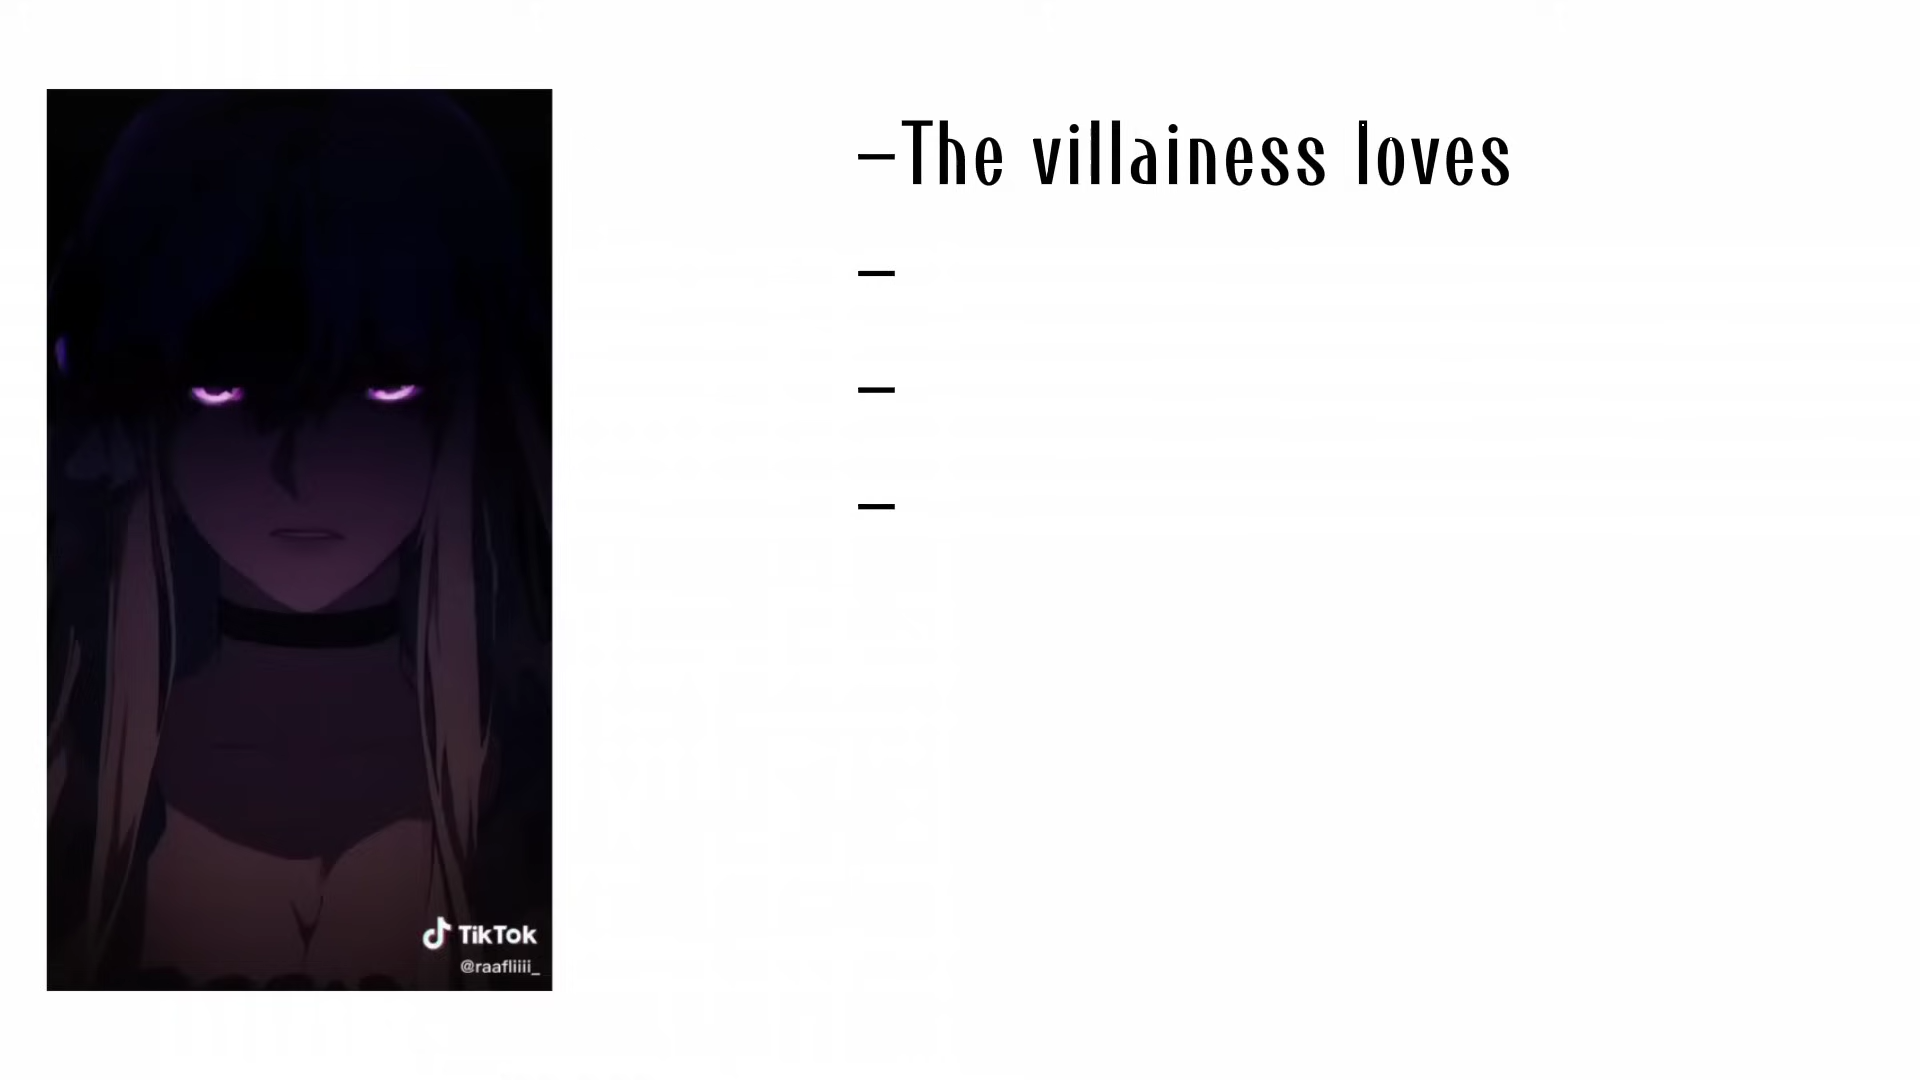 –The villainess loves
–
–
–
TikTok
@raafliiii_